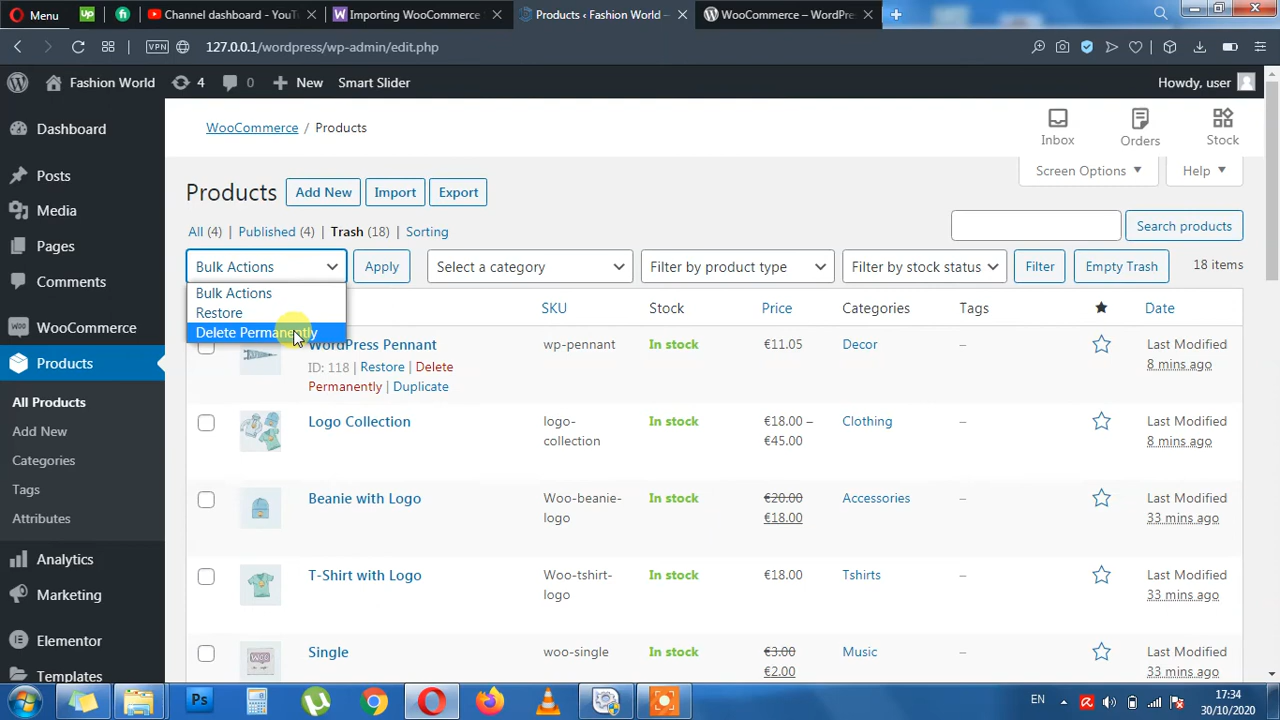 Menu
Channel dashboard - YouT
Importing WooCommerce
Products ‹ Fashion World —
WooCommerce – WordPre
VPN
127.0.0.1/wordpress/wp-admin/edit.php
Fashion World
4
0
New
Smart Slider
Howdy, user
WooCommerce / Products
Inbox
Orders
Stock
Screen Options
Help
Products
Add New
Import
Export
All (4) | Published (4) | Trash (18) | Sorting
Search products
Bulk Actions
Apply
Select a category
Filter by product type
Filter by stock status
Filter
Empty Trash
18 items
Bulk Actions
Restore
Delete Permanently
SKU
Stock
Price
Categories
Tags
Date
WordPress Pennant
ID: 118 | Restore | Delete
Permanently | Duplicate
wp-pennant
In stock
€11.05
Decor
–
Last Modified
8 mins ago
Logo Collection
logo-
collection
In stock
€18.00 –
€45.00
Clothing
–
Last Modified
8 mins ago
Beanie with Logo
Woo-beanie-
logo
In stock
€20.00
€18.00
Accessories
–
Last Modified
33 mins ago
T-Shirt with Logo
Woo-tshirt-
logo
In stock
€18.00
Tshirts
–
Last Modified
33 mins ago
Single
woo-single
In stock
€3.00
€2.00
Music
–
Last Modified
33 mins ago
Dashboard
Posts
Media
Pages
Comments
WooCommerce
Products
All Products
Add New
Categories
Tags
Attributes
Analytics
Marketing
Elementor
Templates
EN
17:34
30/10/2020